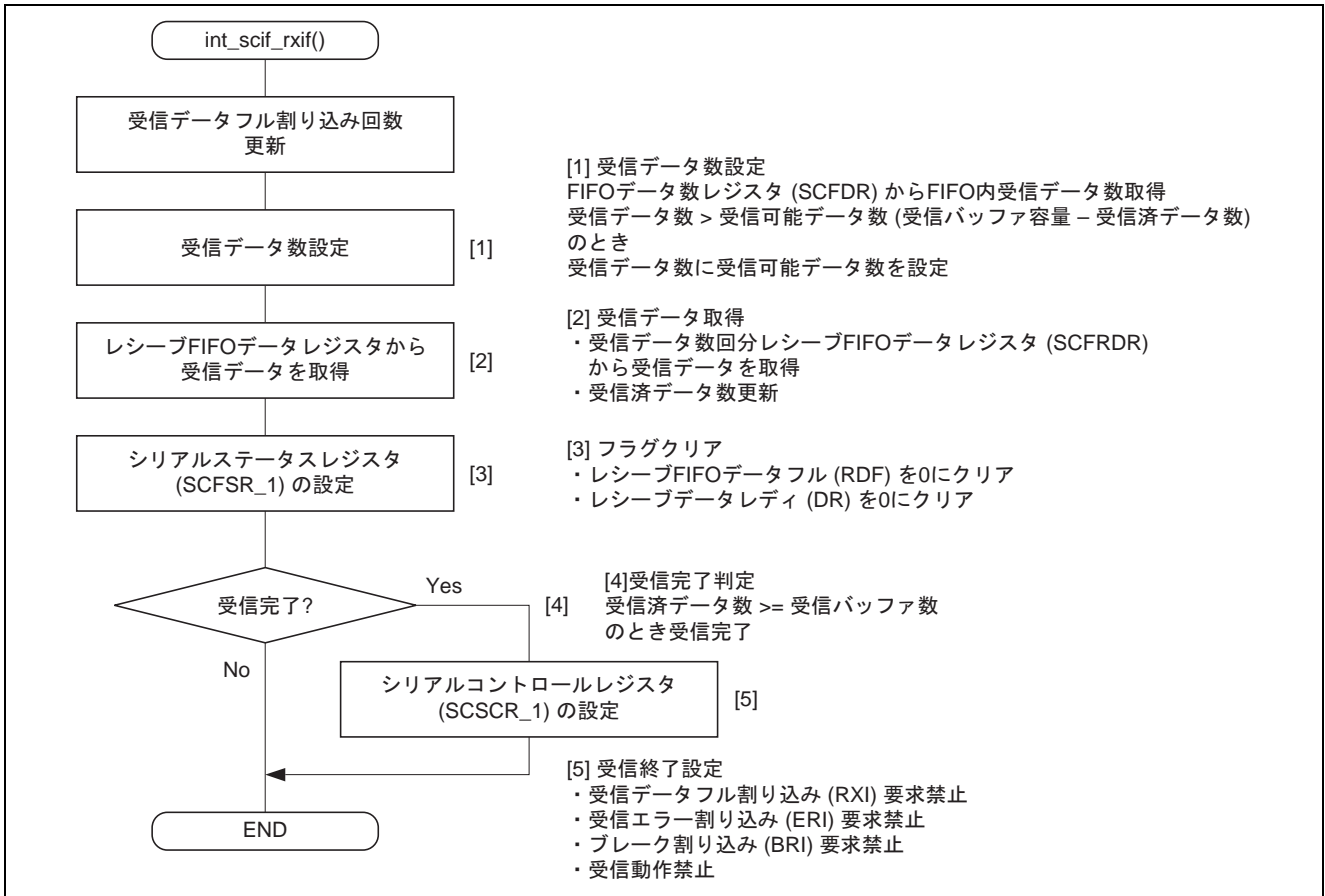 int_scif_rxif()
受信データフル割り込み回数
更新
受信データ数設定
[1]
[1] 受信データ数設定
FIFOデータ数レジスタ (SCFDR) からFIFO内受信データ数取得
受信データ数 > 受信可能データ数 (受信バッファ容量 – 受信済データ数)
のとき
受信データ数に受信可能データ数を設定
レシーブFIFOデータレジスタから
受信データを取得
[2]
[2] 受信データ取得
・受信データ数回分レシーブFIFOデータレジスタ (SCFRDR)
から受信データを取得
・受信済データ数更新
シリアルステータスレジスタ
(SCFSR_1) の設定
[3]
[3] フラグクリア
・レシーブFIFOデータフル (RDF) を0にクリア
・レシーブデータレディ (DR) を0にクリア
受信完了?
Yes
[4]
[4]受信完了判定
受信済データ数 >= 受信バッファ数
のとき受信完了
No
シリアルコントロールレジスタ
(SCSCR_1) の設定
[5]
[5] 受信終了設定
・受信データフル割り込み (RXI) 要求禁止
・受信エラー割り込み (ERI) 要求禁止
・ブレーク割り込み (BRI) 要求禁止
・受信動作禁止
END